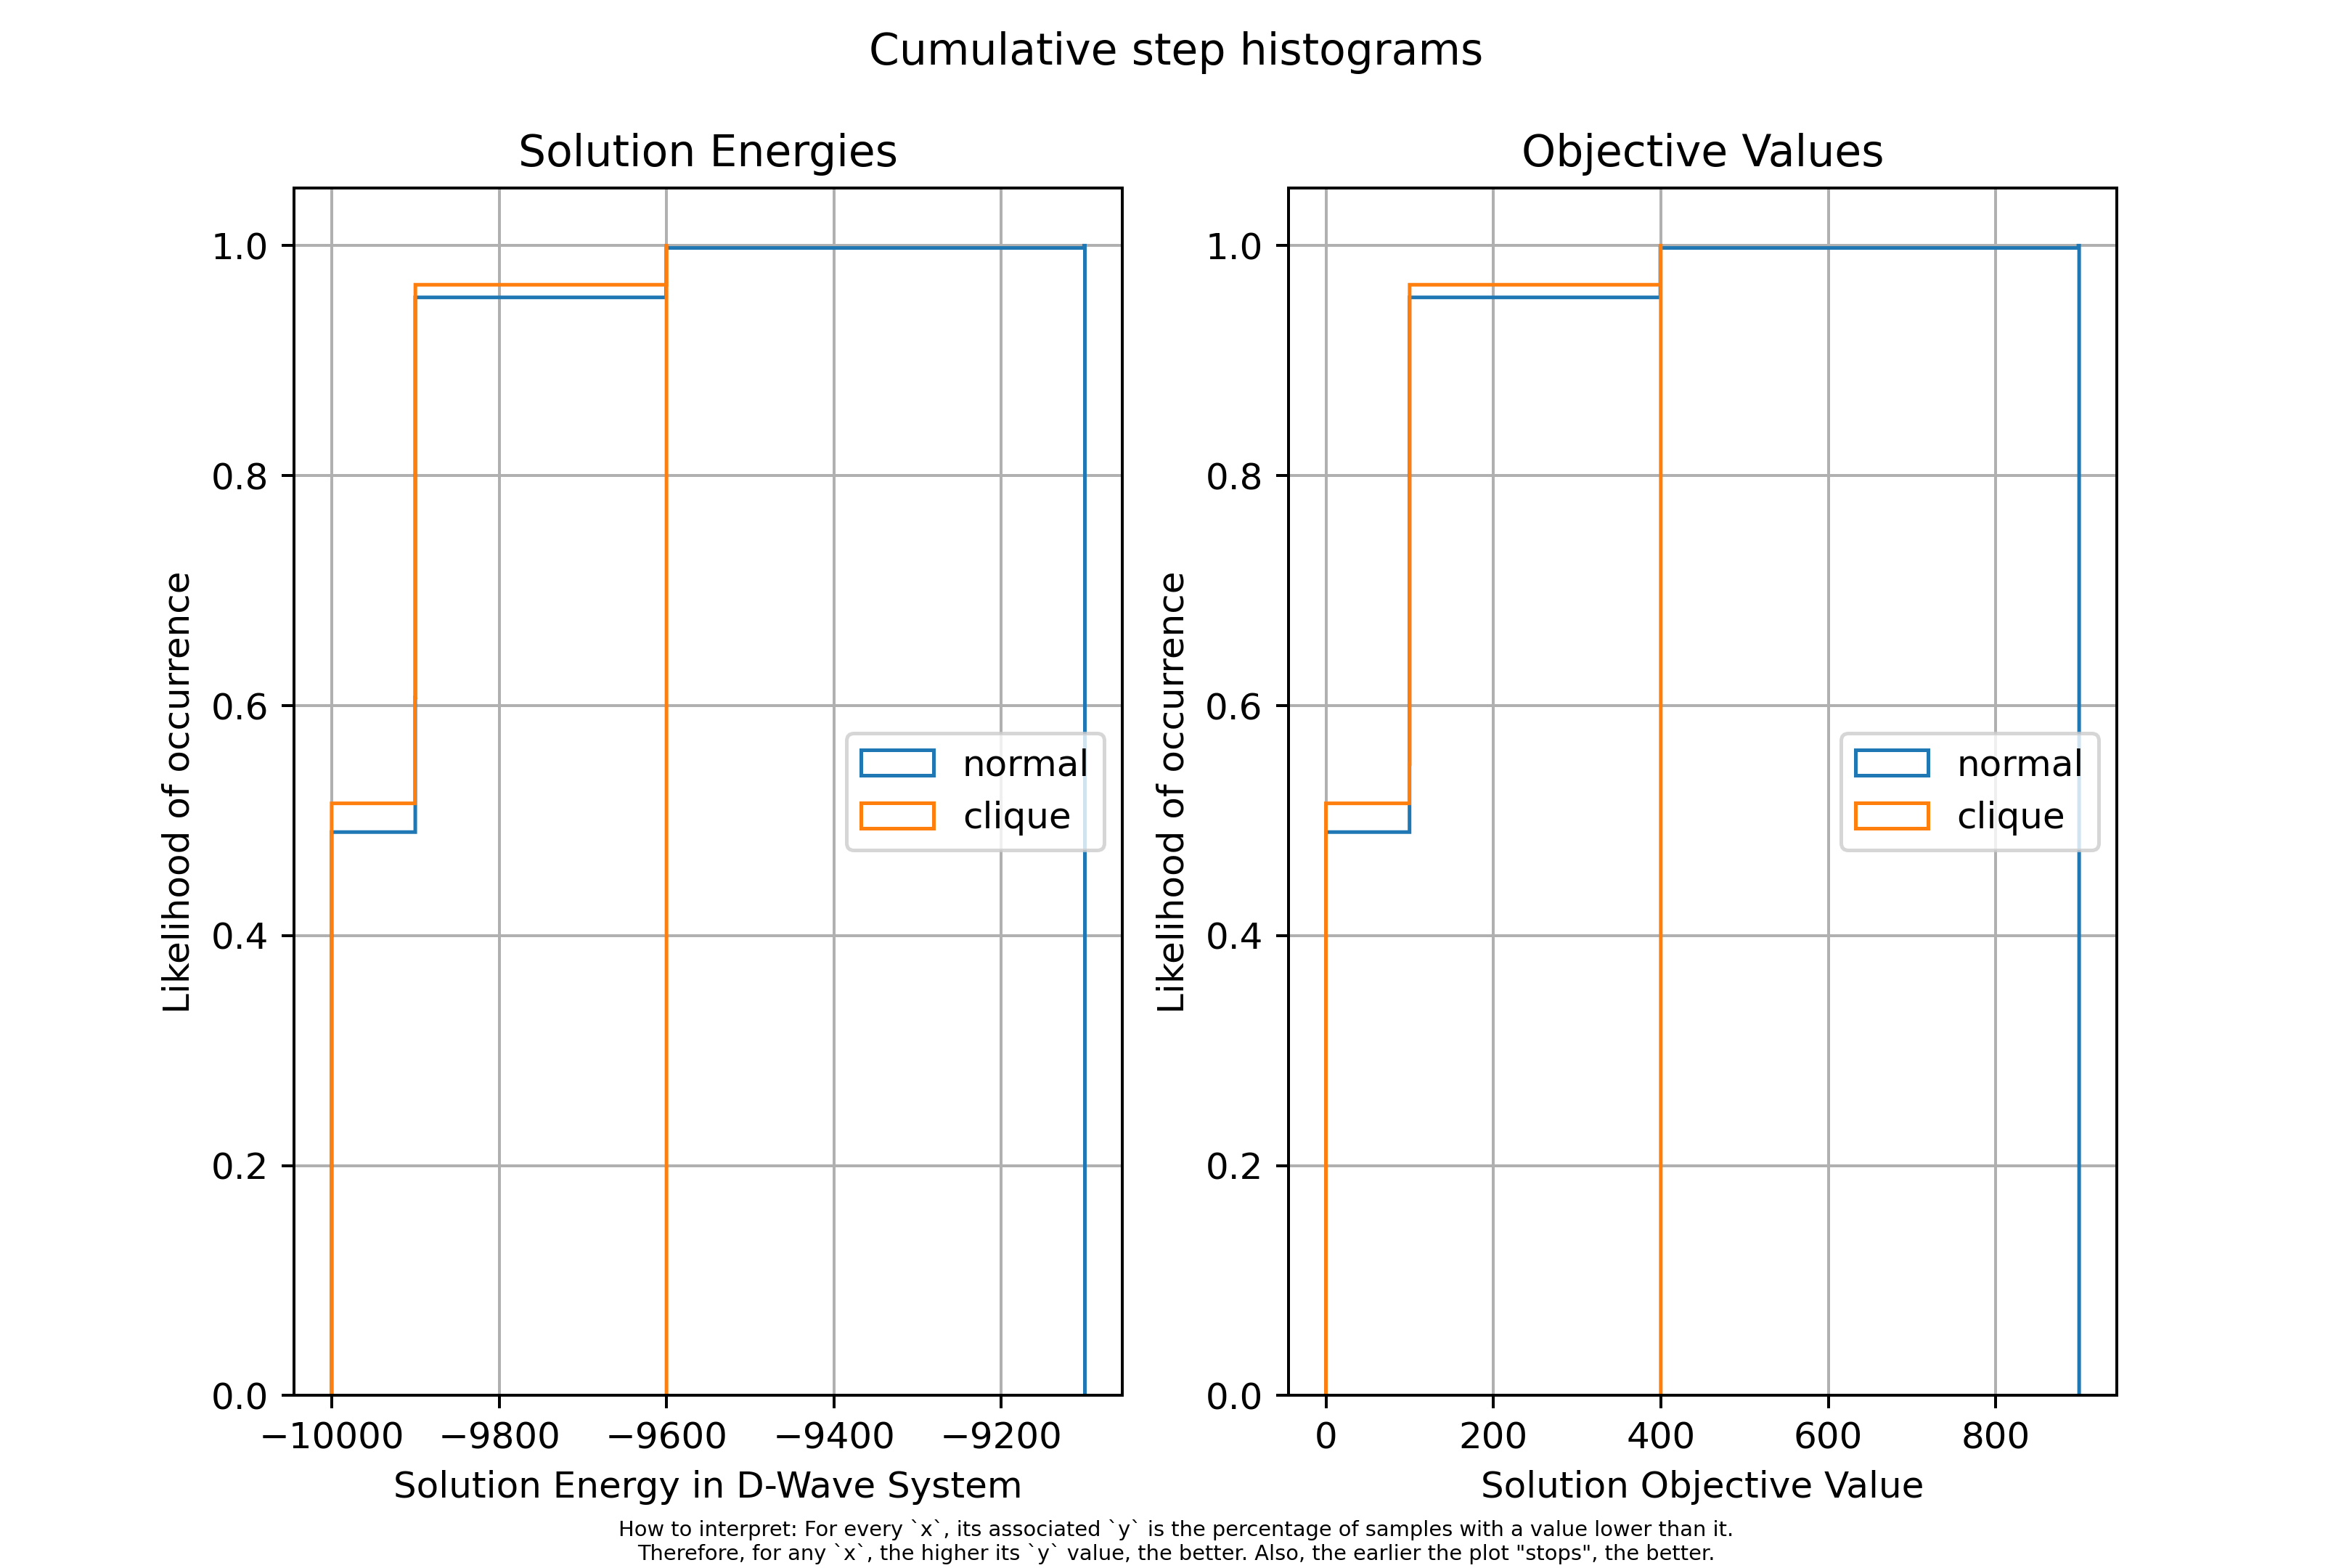 Cumulative step histograms
Solution Energies
1.0
0.8
0.6
0.4
0.2
0.0
Likelihood of occurrence
normal
clique
−10000 −9800 −9600 −9400 −9200
Solution Energy in D-Wave System
Objective Values
1.0
0.8
0.6
0.4
0.2
0.0
Likelihood of occurrence
normal
clique
0 200 400 600 800
Solution Objective Value
How to interpret: For every `x`, its associated `y` is the percentage of samples with a value lower than it.
Therefore, for any `x`, the higher its `y` value, the better. Also, the earlier the plot "stops", the better.